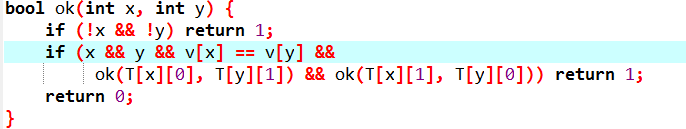 bool ok(int x, int y) {
    if (!x && !y) return 1;
    if (x && y && v[x] == v[y] &&
        ok(T[x][0], T[y][1]) && ok(T[x][1], T[y][0])) return 1;
    return 0;
}